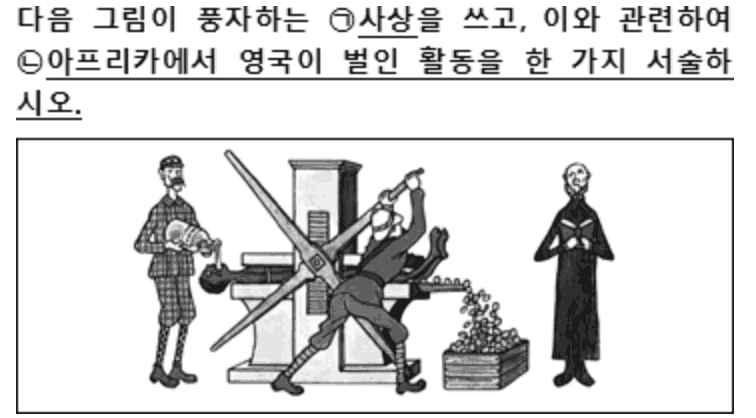 다음 그림이 풍자하는 ㉠사상을 쓰고, 이와 관련하여
㉡아프리카에서 영국이 벌인 활동을 한 가지 서술하
시오.